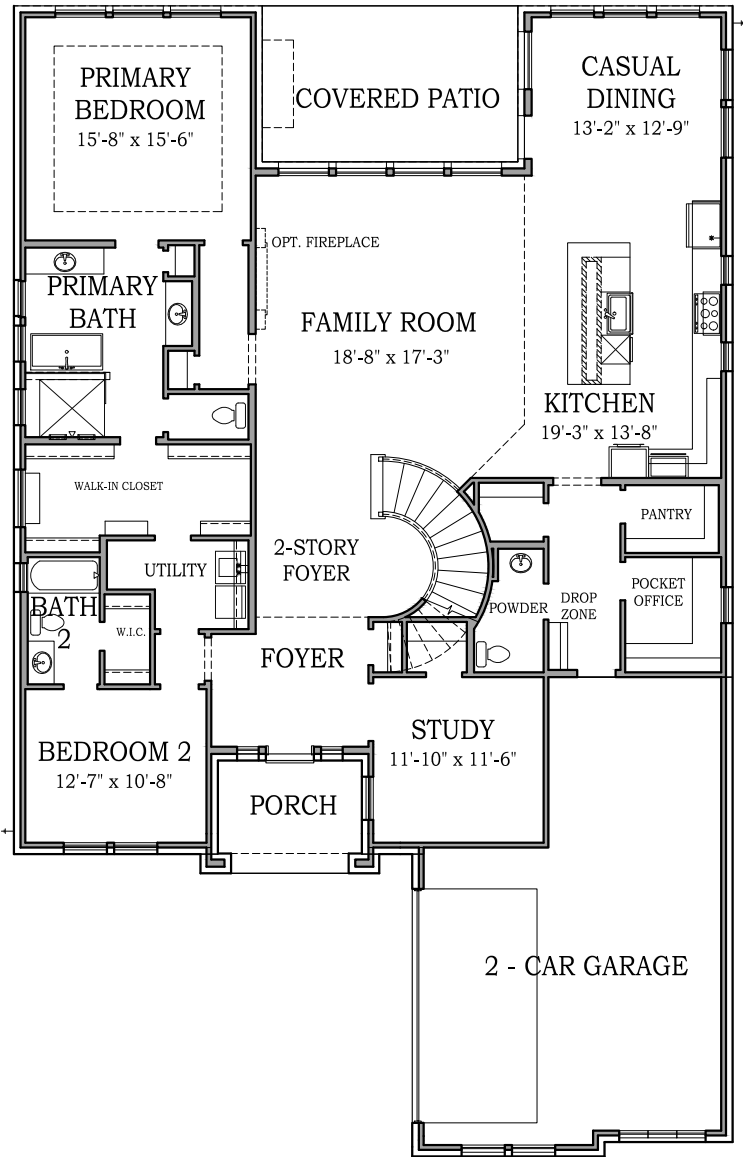 PRIMARY
BEDROOM
15'-8" x 15'-6"
COVERED PATIO
CASUAL
DINING
13'-2" x 12'-9"
OPT. FIREPLACE
PRIMARY
BATH
FAMILY ROOM
18'-8" x 17'-3"
KITCHEN
19'-3" x 13'-8"
WALK-IN CLOSET
PANTRY
2-STORY
FOYER
UTILITY
POCKET
OFFICE
BATH
2
W.I.C.
POWDER
DROP
ZONE
FOYER
STUDY
11'-10" x 11'-6"
BEDROOM 2
12'-7" x 10'-8"
PORCH
2 - CAR GARAGE